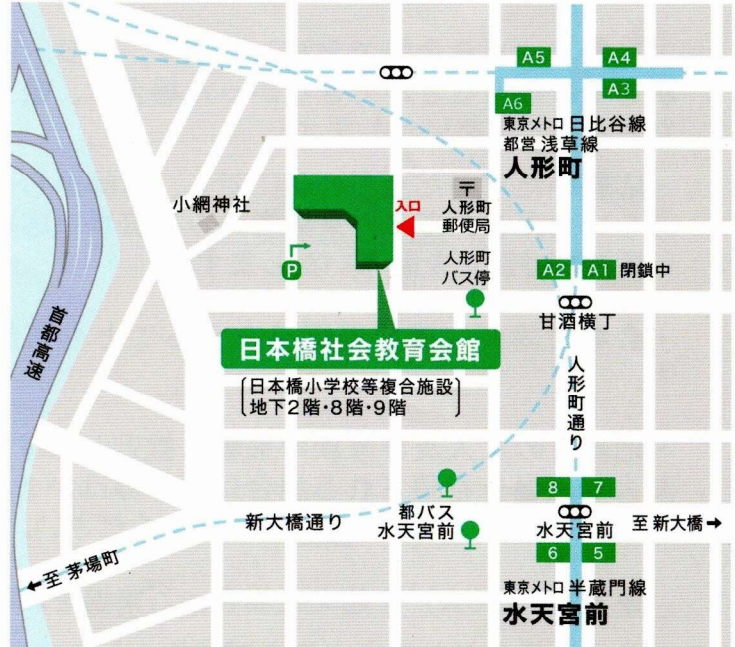 A5
A4
A3
A6
東京メトロ 日比谷線
都営 浅草線
人形町
小網神社
入口
〒
人形町
郵便局
人形町
バス停
P
A2
A1
閉鎖中
甘酒横丁
首都高速
日本橋社会教育会館
日本橋小学校等複合施設
地下2階・8階・9階
人形町通り
8
7
新大橋通り
都バス
水天宮前
水天宮前
至 新大橋→
6
5
←至 茅場町
東京メトロ 半蔵門線
水天宮前